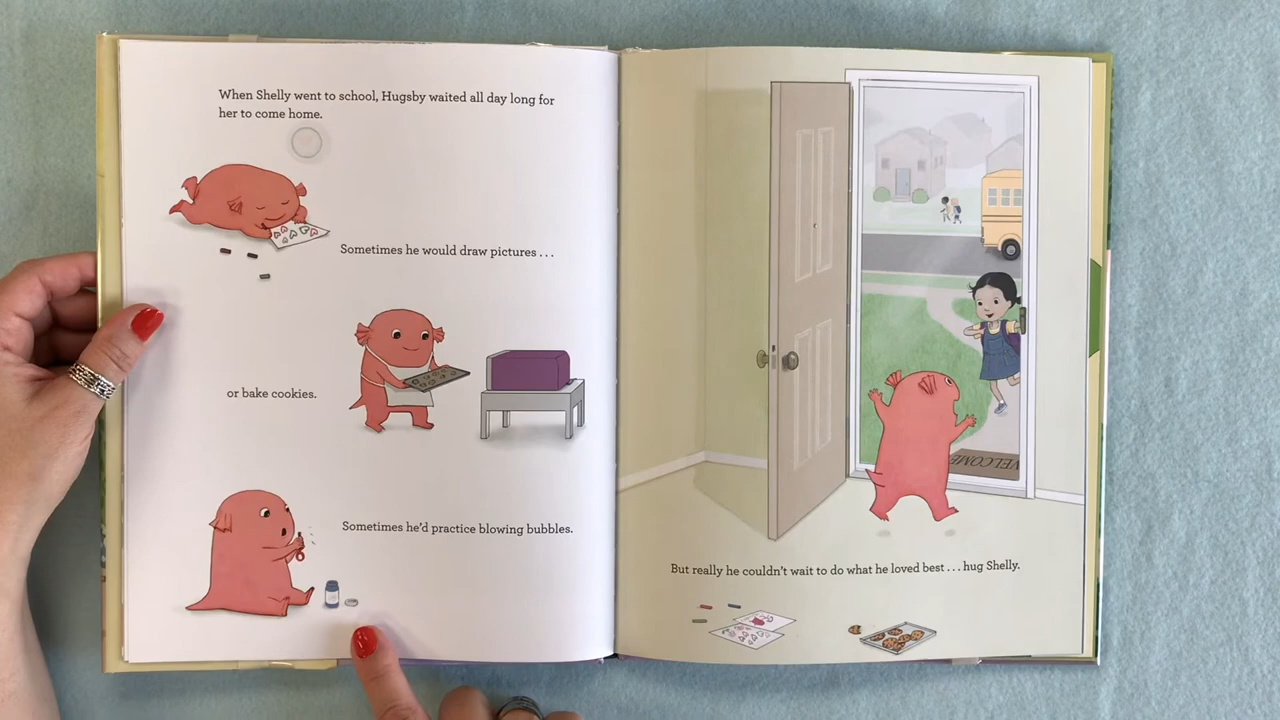 When Shelly went to school, Hugsby waited all day long for
her to come home.
Sometimes he would draw pictures . . .
or bake cookies.
Sometimes he'd practice blowing bubbles.
WELCOME
But really he couldn't wait to do what he loved best . . . hug Shelly.